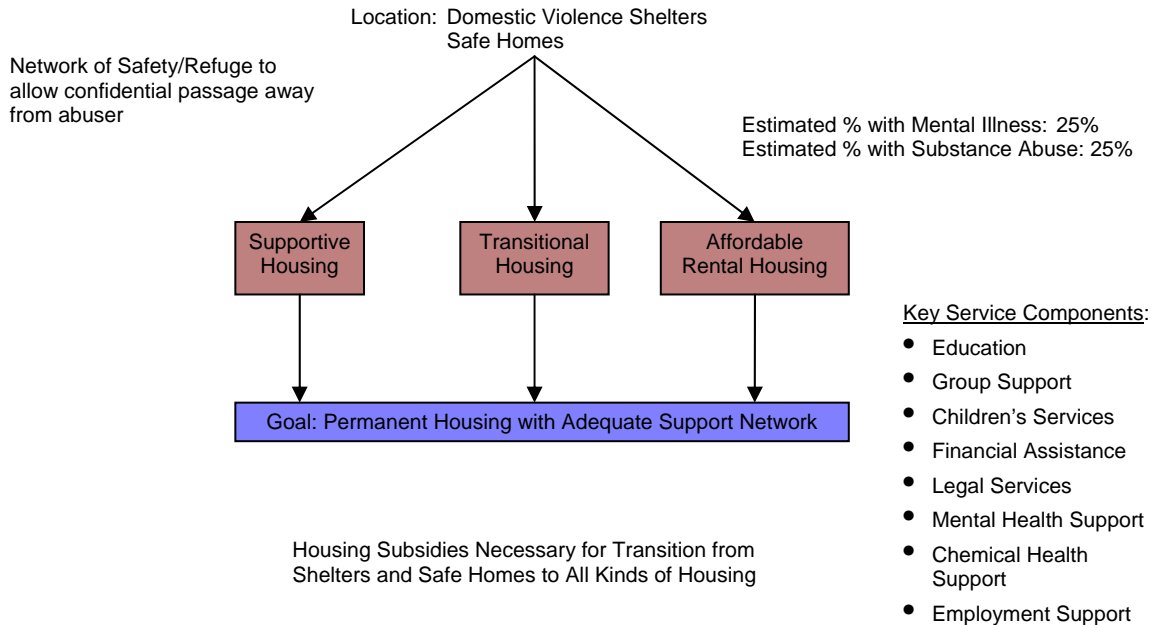 Location: Domestic Violence Shelters
Safe Homes
Network of Safety/Refuge to
allow confidential passage away
from abuser
Estimated % with Mental Illness: 25%
Estimated % with Substance Abuse: 25%
Supportive
Housing
Transitional
Housing
Affordable
Rental Housing
Goal: Permanent Housing with Adequate Support Network
Key Service Components:
• Education
• Group Support
• Children's Services
• Financial Assistance
• Legal Services
• Mental Health Support
• Chemical Health
Support
• Employment Support
Housing Subsidies Necessary for Transition from
Shelters and Safe Homes to All Kinds of Housing